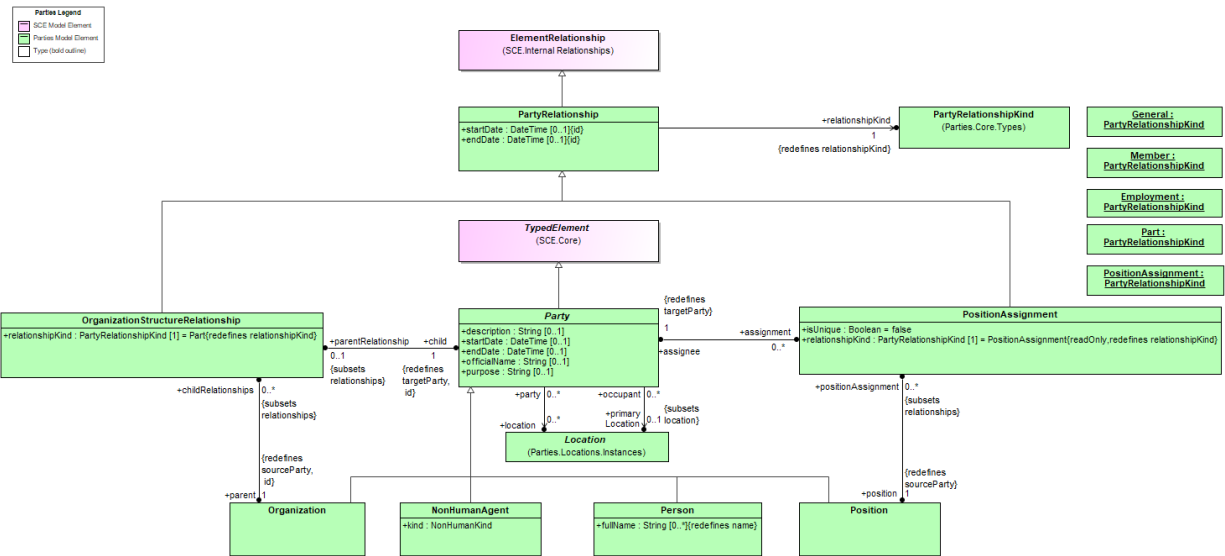 Parties Legend
SCE Model Element
Parties Model Element
Type (bold outline)
ElementRelationship
(SCE.Internal Relationships)
PartyRelationship
+startDate : DateTime [0..1]{id}
+endDate : DateTime [0..1]{id}
+relationshipKind
1
{redefines relationshipKind}
PartyRelationshipKind
(Parties.Core.Types)
General :
PartyRelationshipKind
Member :
PartyRelationshipKind
Employment :
PartyRelationshipKind
Part :
PartyRelationshipKind
PositionAssignment :
PartyRelationshipKind
TypedElement
(SCE.Core)
OrganizationStructureRelationship
+relationshipKind : PartyRelationshipKind [1] = Part{redefines relationshipKind}
+parentRelationship
0..1
{subsets
relationships}
+child
1
{redefines
targetParty,
id}
Party
+description : String [0..1]
+startDate : DateTime [0..1]
+endDate : DateTime [0..1]
+officialName : String [0..1]
+purpose : String [0..1]
{redefines
targetParty}
1
+assignee
+assignment
0..*
PositionAssignment
+isUnique : Boolean = false
+relationshipKind : PartyRelationshipKind [1] = PositionAssignment{readOnly,redefines relationshipKind}
+childRelationships
0..*
{subsets
relationships}
{redefines
sourceParty,
id}
+parent
1
+party
0..*
+location
0..*
+occupant
0..*
+primary
Location
0..1
{subsets
location}
Location
(Parties.Locations.Instances)
+positionAssignment
0..*
{subsets
relationships}
{redefines
sourceParty}
+position
1
Organization
NonHumanAgent
+kind : NonHumanKind
Person
+fullName : String [0..*]{redefines name}
Position